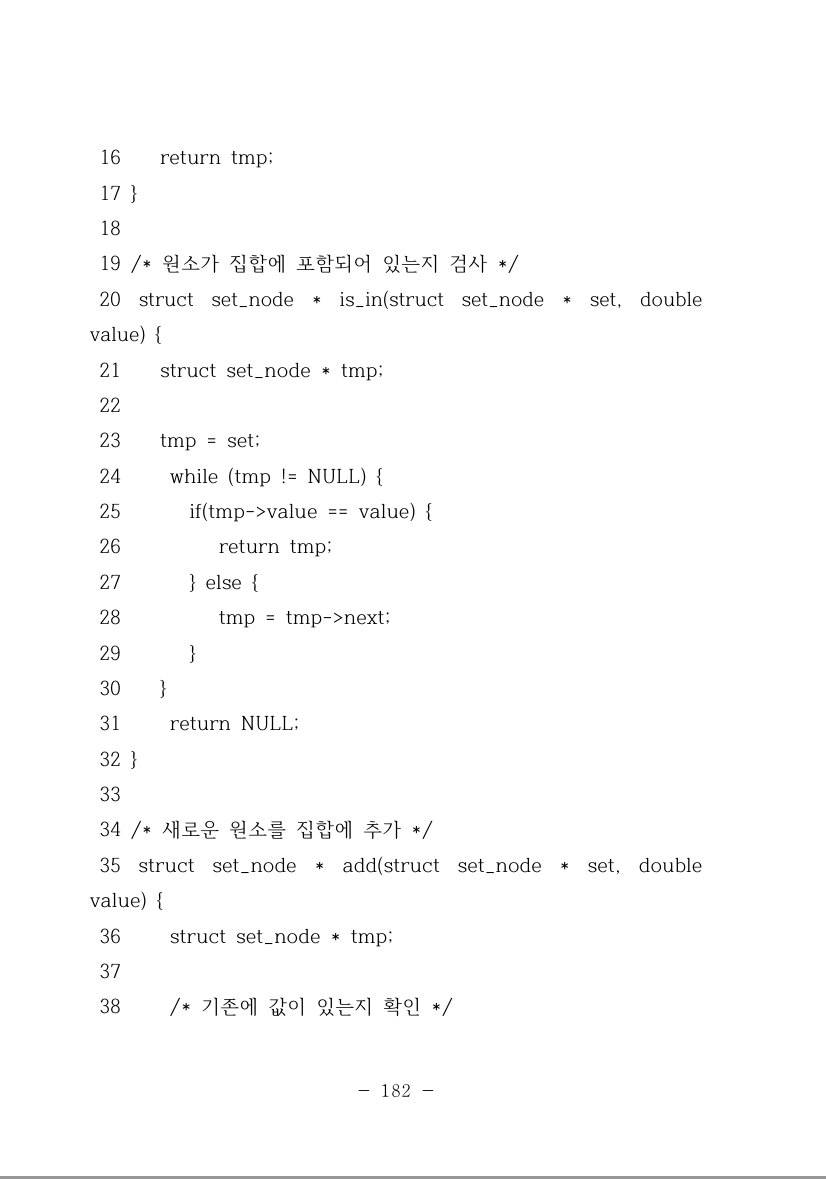 16    return tmp;
17 }
18
19 /* 원소가 집합에 포함되어 있는지 검사 */
20 struct set_node * is_in(struct set_node * set, double
value) {
21    struct set_node * tmp;
22
23    tmp = set;
24     while (tmp != NULL) {
25       if(tmp->value == value) {
26          return tmp;
27       } else {
28          tmp = tmp->next;
29       }
30    }
31     return NULL;
32 }
33
34 /* 새로운 원소를 집합에 추가 */
35 struct set_node * add(struct set_node * set, double
value) {
36     struct set_node * tmp;
37
38     /* 기존에 값이 있는지 확인 */
- 182 -